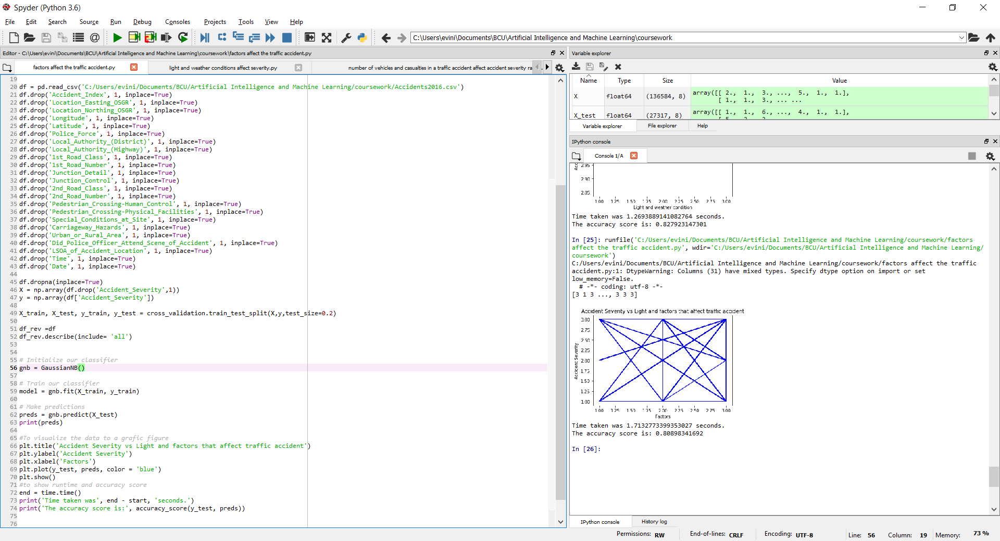 Spyder (Python 3.6)
File Edit Search Source Run Debug Consoles Projects Tools View Help
C:\Users\evini\Documents\BCU\Artificial Intelligence and Machine Learning\coursework
Editor - C:\Users\evini\Documents\BCU\Artificial Intelligence and Machine Learning\coursework\factors affect the traffic accident.py
factors affect the traffic accident.py
light and weather conditions affect severity.py
number of vehicles and casualties in a traffic accident affect accident severity ra
19
20 df = pd.read_csv('C:/Users/evini/Documents/BCU/Artificial Intelligence and Machine Learning/coursework/Accidents2016.csv')
21 df.drop('Accident_Index', 1, inplace=True)
22 df.drop('Location_Easting_OSGR', 1, inplace=True)
23 df.drop('Location_Northing_OSGR', 1, inplace=True)
24 df.drop('Longitude', 1, inplace=True)
25 df.drop('Latitude', 1, inplace=True)
26 df.drop('Police_Force', 1, inplace=True)
27 df.drop('Local_Authority_(District)', 1, inplace=True)
28 df.drop('Local_Authority_(Highway)', 1, inplace=True)
29 df.drop('1st_Road_Class', 1, inplace=True)
30 df.drop('1st_Road_Number', 1, inplace=True)
31 df.drop('Junction_Detail', 1, inplace=True)
32 df.drop('Junction_Control', 1, inplace=True)
33 df.drop('2nd_Road_Class', 1, inplace=True)
34 df.drop('2nd_Road_Number', 1, inplace=True)
35 df.drop('Pedestrian_Crossing-Human_Control', 1, inplace=True)
36 df.drop('Pedestrian_Crossing-Physical_Facilities', 1, inplace=True)
37 df.drop('Special_Conditions_at_Site', 1, inplace=True)
38 df.drop('Carriageway_Hazards', 1, inplace=True)
39 df.drop('Urban_or_Rural_Area', 1, inplace=True)
40 df.drop('Did_Police_Officer_Attend_Scene_of_Accident', 1, inplace=True)
41 df.drop('LSOA_of_Accident_Location', 1, inplace=True)
42 df.drop('Time', 1, inplace=True)
43 df.drop('Date', 1, inplace=True)
44
45 df.dropna(inplace=True)
46 X = np.array(df.drop('Accident_Severity',1))
47 y = np.array(df['Accident_Severity'])
48
49 X_train, X_test, y_train, y_test = cross_validation.train_test_split(X,y,test_size=0.2)
50
51 df_rev =df
52 df_rev.describe(include= 'all')
53
54
55 # Initialize our classifier
56 gnb = GaussianNB()
57
58 # Train our classifier
59 model = gnb.fit(X_train, y_train)
60
61 # Make predictions
62 preds = gnb.predict(X_test)
63 print(preds)
64
65 #To visualize the data to a grafic figure
66 plt.title('Accident Severity vs Light and factors that affect traffic accident')
67 plt.ylabel('Accident Severity')
68 plt.xlabel('Factors')
69 plt.plot(y_test, preds, color = 'blue')
70 plt.show()
71 #to show runtime and accuracy score
72 end = time.time()
73 print('Time taken was', end - start, 'seconds.')
74 print('The accuracy score is:', accuracy_score(y_test, preds))
75
76
Variable explorer
Name Type Size Value
X float64 (136584, 8) array([[ 2., 1., 3., ..., 5., 1., 1.],
[ 1., 1., 3., ... ...
X_test float64 (27317, 8) array([[ 1., 1., 6., ..., 4., 1., 1.],
Variable explorer File explorer Help
IPython console
Console 1/A
2.95
2.90
1.00 1.25 1.50 1.75 2.00 2.25 2.50 2.75 3.00
Light and weather condition
Time taken was 1.2693889141082764 seconds.
The accuracy score is: 0.827923147301
In [25]: runfile('C:/Users/evini/Documents/BCU/Artificial Intelligence and Machine Learning/coursework/factors
affect the traffic accident.py', wdir='C:/Users/evini/Documents/BCU/Artificial Intelligence and Machine Learning/
coursework')
C:/Users/evini/Documents/BCU/Artificial Intelligence and Machine Learning/coursework/factors affect the traffic
accident.py:1: DtypeWarning: Columns (31) have mixed types. Specify dtype option on import or set
low_memory=False.
# -*- coding: utf-8 -*-
[3 1 3 ..., 3 3 3]
Accident Severity vs Light and factors that affect traffic accident
3.00
2.75
2.50
2.25
2.00
1.75
1.50
1.25
1.00
Accident Severity
1.00 1.25 1.50 1.75 2.00 2.25 2.50 2.75 3.00
Factors
Time taken was 1.7132773399353027 seconds.
The accuracy score is: 0.80898341692
In [26]:
IPython console History log
Permissions: RW End-of-lines: CRLF Encoding: UTF-8 Line: 56 Column: 19 Memory: 73 %